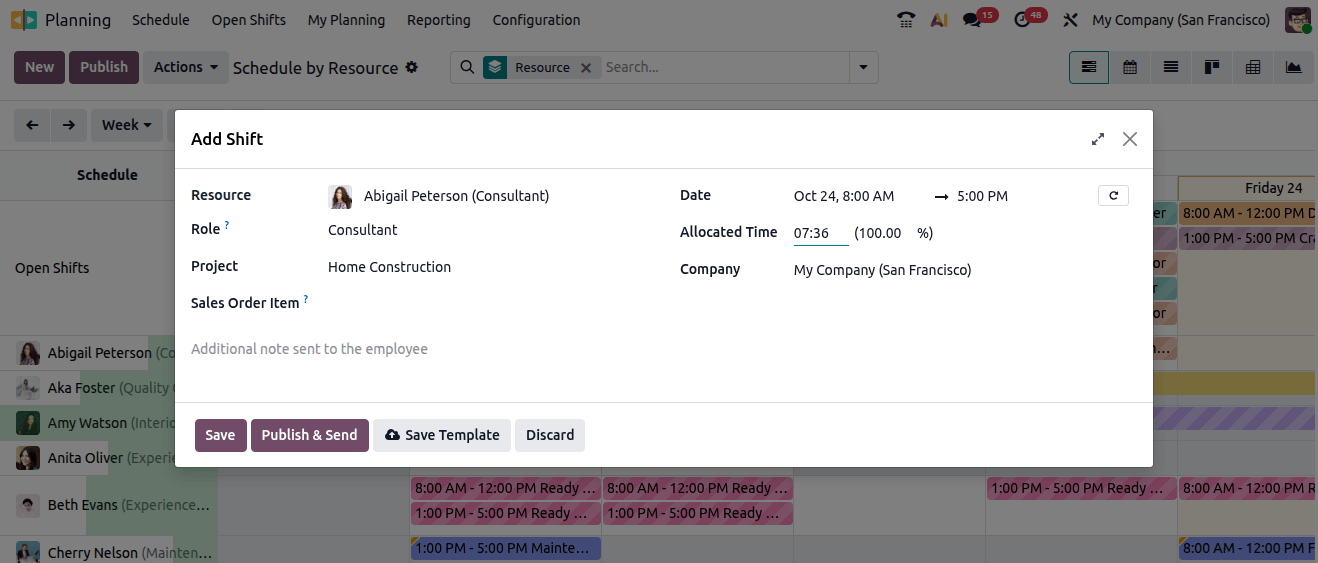 Planning Schedule Open Shifts My Planning Reporting Configuration AI 15 48 My Company (San Francisco)
New Publish Actions Schedule by Resource Resource Search...
Week
Add Shift
Schedule
Friday 24
Resource Abigail Peterson (Consultant) Date Oct 24, 8:00 AM → 5:00 PM
Role ? Consultant Allocated Time 07:36 (100.00 %)
Project Home Construction Company My Company (San Francisco)
Sales Order Item ?
Additional note sent to the employee
Save Publish & Send Save Template Discard
er 8:00 AM - 12:00 PM D
1:00 PM - 5:00 PM Cra
or
Open Shifts
r
or
Abigail Peterson (Co n...
Aka Foster (Quality C
Amy Watson (Interio
Anita Oliver (Experie
8:00 AM - 12:00 PM Ready ... 8:00 AM - 12:00 PM Ready ... 1:00 PM - 5:00 PM Ready ... 8:00 AM - 12:00 PM R
Beth Evans (Experience...
1:00 PM - 5:00 PM Ready ... 1:00 PM - 5:00 PM Ready ...
Cherry Nelson (Mainten 1:00 PM - 5:00 PM Mainte... 8:00 AM - 12:00 PM F